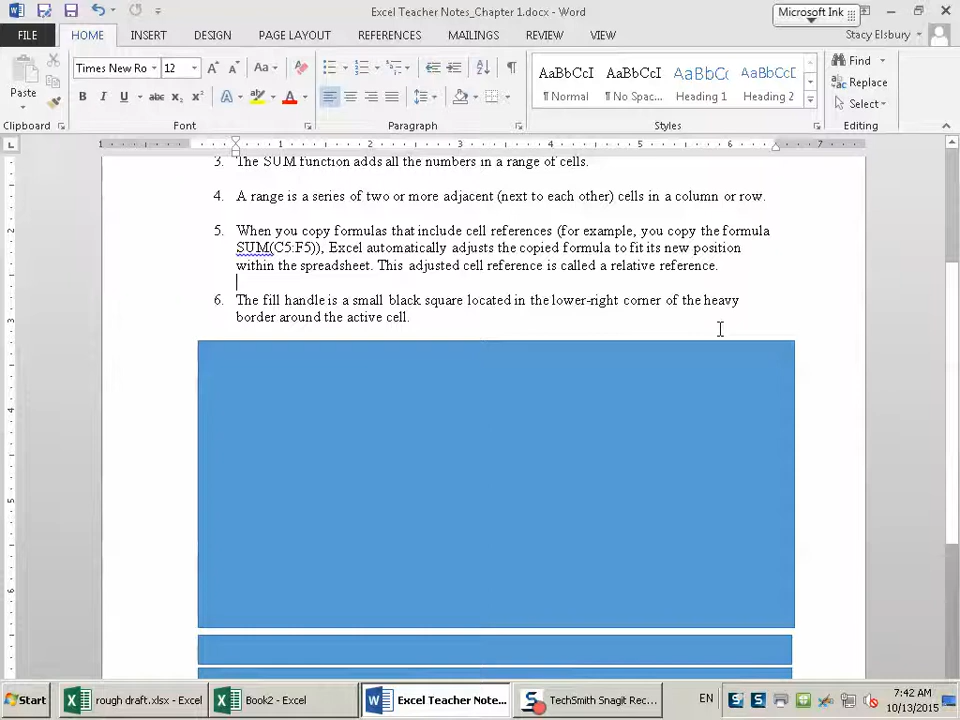 Excel Teacher Notes_Chapter 1.docx - Word
Microsoft Ink
FILE
HOME
INSERT
DESIGN
PAGE LAYOUT
REFERENCES
MAILINGS
REVIEW
VIEW
Stacy Elsbury
Paste
Times New Ro
12
Find
Replace
Select
AaBbCcI AaBbCcI AaBbCc AaBbCcD
¶ Normal
¶ No Spac...
Heading 1
Heading 2
Clipboard
Font
Paragraph
Styles
Editing
3. The SUM function adds all the numbers in a range of cells.
4. A range is a series of two or more adjacent (next to each other) cells in a column or row.
5. When you copy formulas that include cell references (for example, you copy the formula
SUM(C5:F5)), Excel automatically adjusts the copied formula to fit its new position
within the spreadsheet. This adjusted cell reference is called a relative reference.
6. The fill handle is a small black square located in the lower-right corner of the heavy
border around the active cell.
Start
rough draft.xlsx - Excel
Book2 - Excel
Excel Teacher Note...
TechSmith Snagit Rec...
EN
7:42 AM
10/13/2015